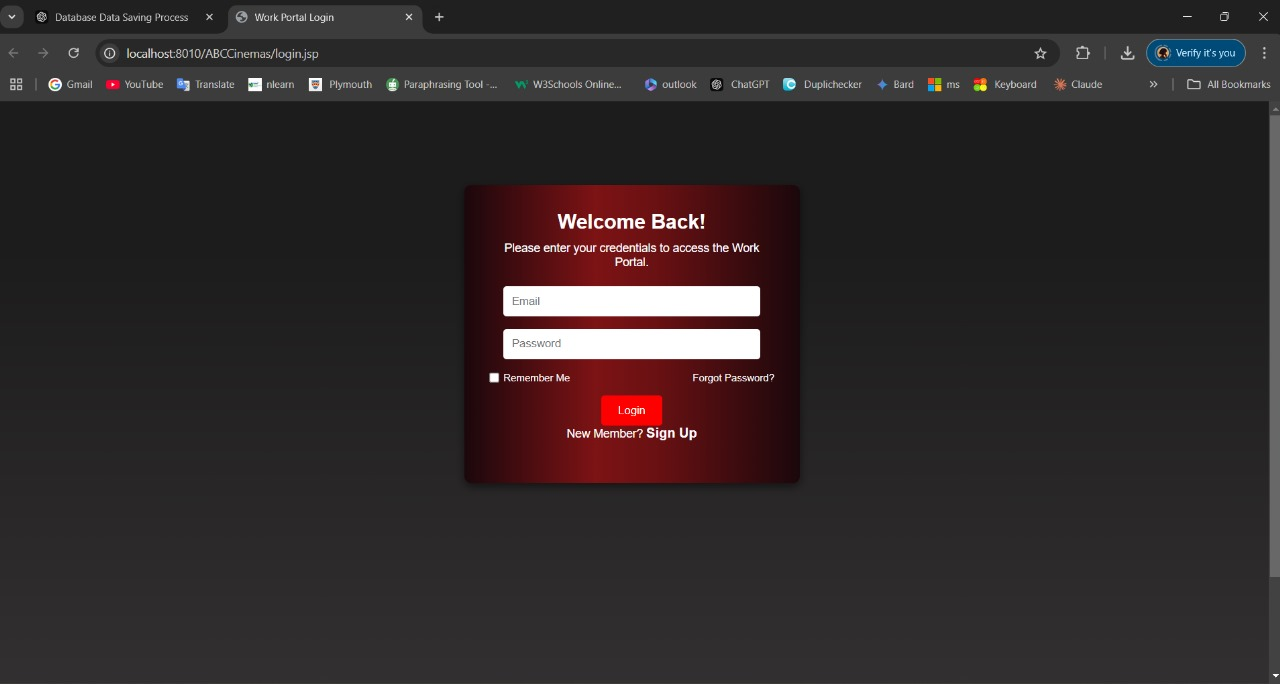 Database Data Saving Process
Work Portal Login
localhost:8010/ABCCinemas/login.jsp
Verify it's you
Gmail
YouTube
Translate
nlearn
Plymouth
Paraphrasing Tool -...
W3Schools Online...
outlook
ChatGPT
Duplichecker
Bard
ms
Keyboard
Claude
»
All Bookmarks
Welcome Back!
Please enter your credentials to access the Work
Portal.
Email
Password
Remember Me
Forgot Password?
Login
New Member? Sign Up